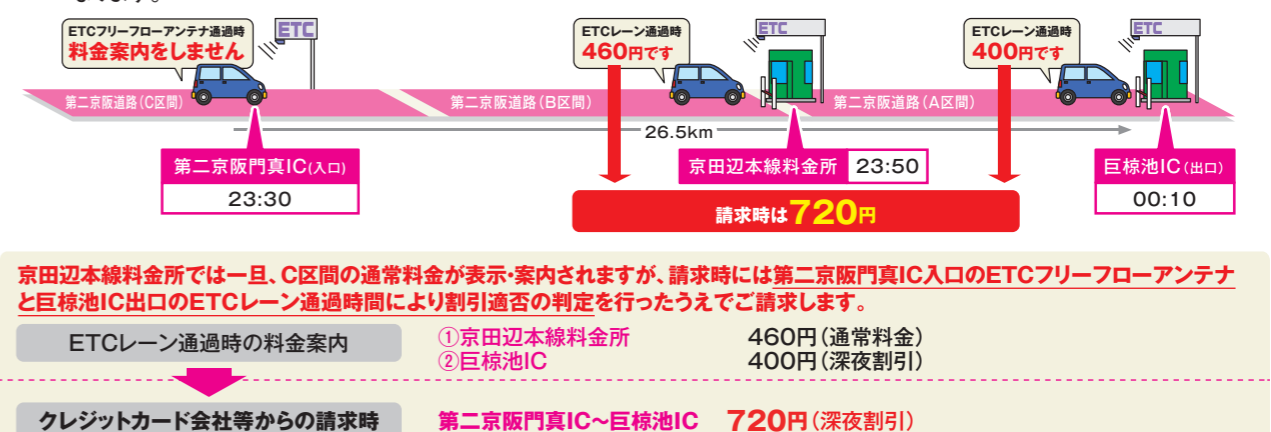 ETCフリーフローアンテナ通過時
料金案内をしません
ETC
ETCレーン通過時
460円です
ETC
ETCレーン通過時
400円です
ETC
第二京阪道路(C区間)
第二京阪道路(B区間)
第二京阪道路(A区間)
26.5km
第二京阪門真IC(入口)
23:30
京田辺本線料金所 23:50
巨椋池IC(出口)
00:10
請求時は720円
京田辺本線料金所では一旦、C区間の通常料金が表示・案内されますが、請求時には第二京阪門真IC入口のETCフリーフローアンテナ
と巨椋池IC出口のETCレーン通過時間により割引適否の判定を行ったうえでご請求します。
ETCレーン通過時の料金案内
①京田辺本線料金所 460円(通常料金)
②巨椋池IC 400円(深夜割引)
クレジットカード会社等からの請求時
第二京阪門真IC~巨椋池IC 720円(深夜割引)